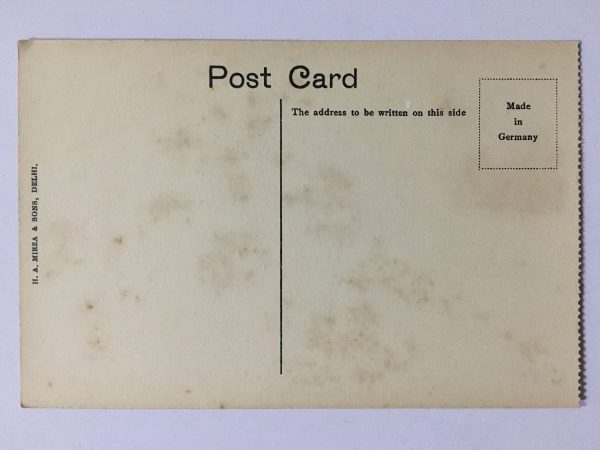 Post Card
The address to be written on this side
Made
in
Germany
H. A. MIRZA & SONS, DELHI.